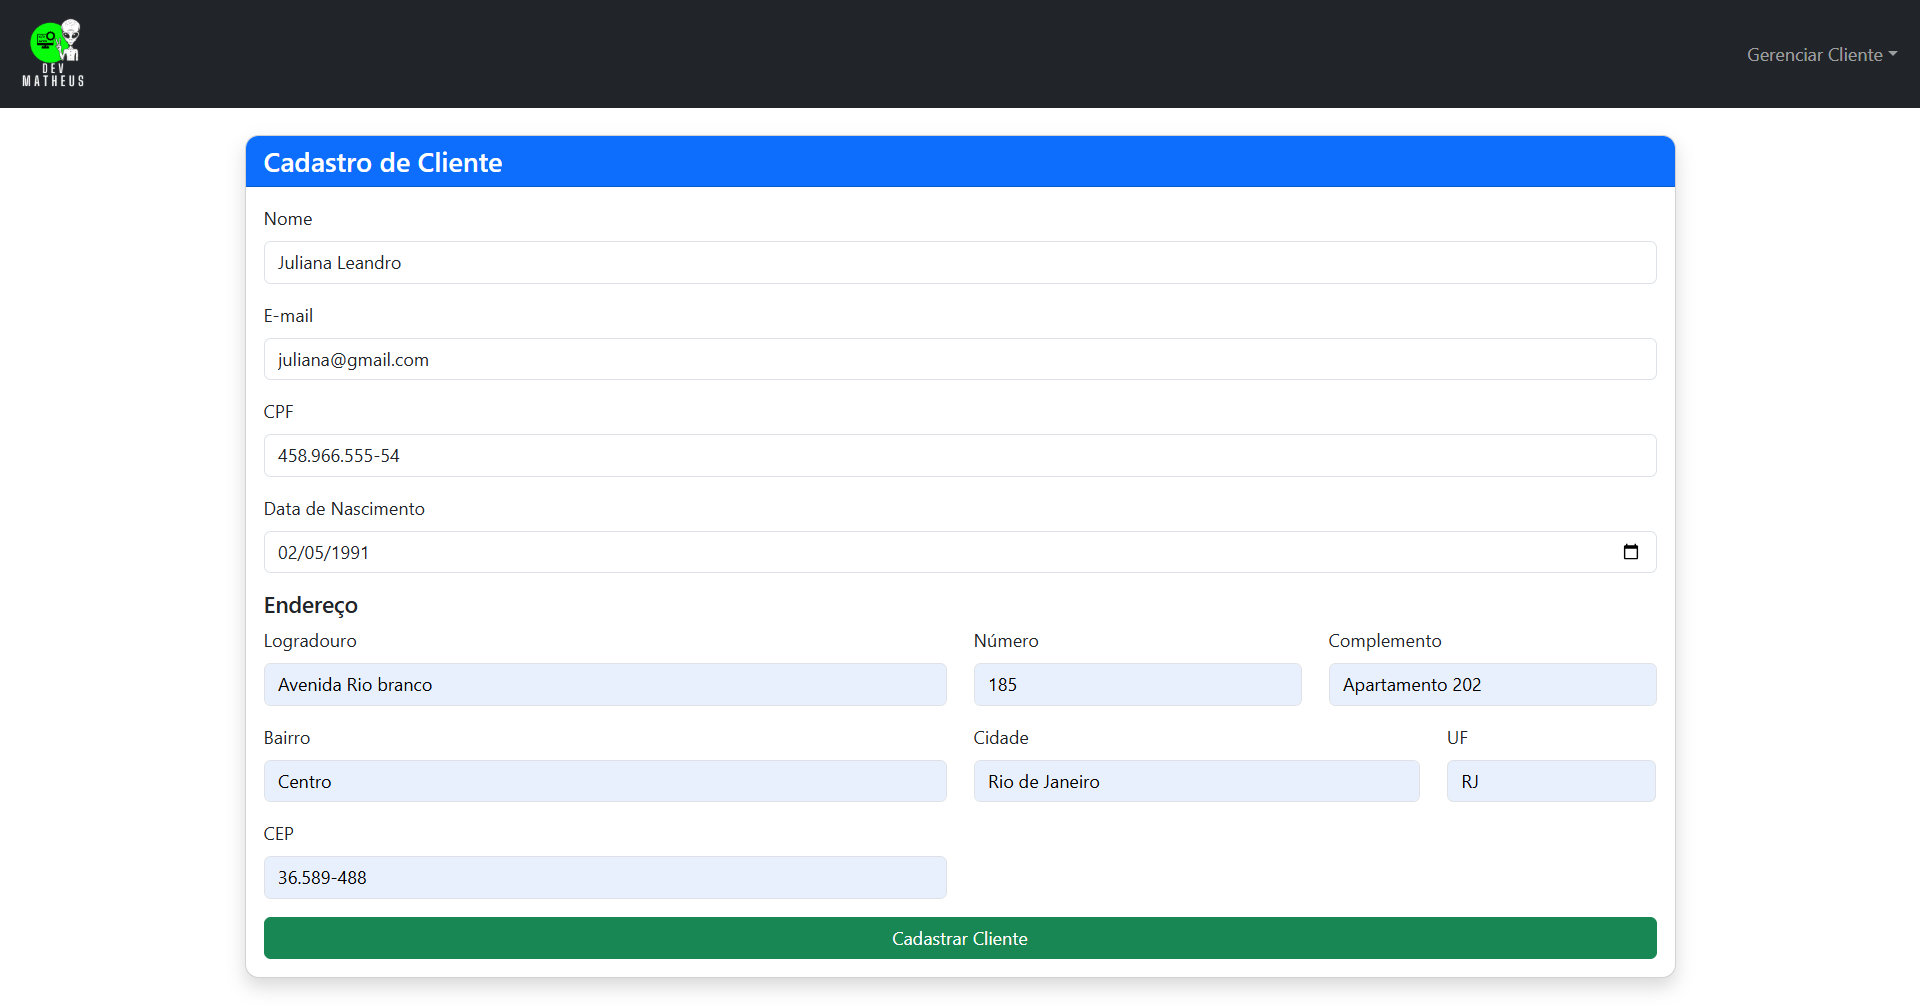 DEV
MATHEUS
Gerenciar Cliente
Cadastro de Cliente
Nome
Juliana Leandro
E-mail
juliana@gmail.com
CPF
458.966.555-54
Data de Nascimento
02/05/1991
Endereço
Logradouro Número Complemento
Avenida Rio branco 185 Apartamento 202
Bairro Cidade UF
Centro Rio de Janeiro RJ
CEP
36.589-488
Cadastrar Cliente